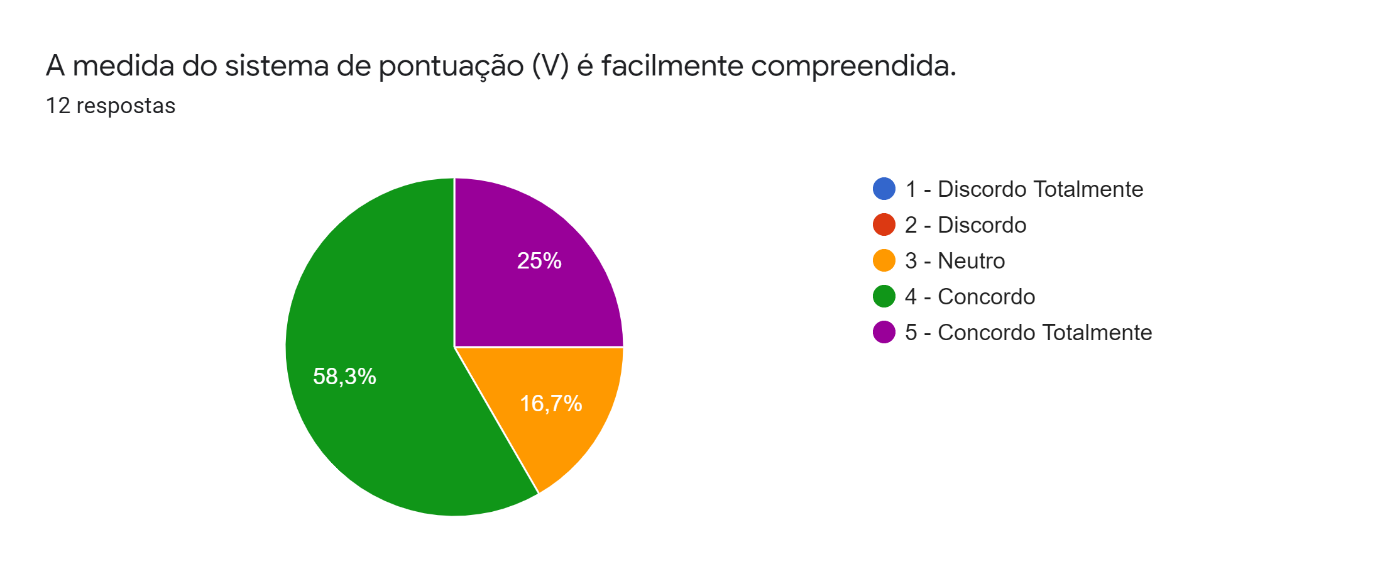 A medida do sistema de pontuação (V) é facilmente compreendida.
12 respostas
25%
58,3%
16,7%
1 - Discordo Totalmente
2 - Discordo
3 - Neutro
4 - Concordo
5 - Concordo Totalmente